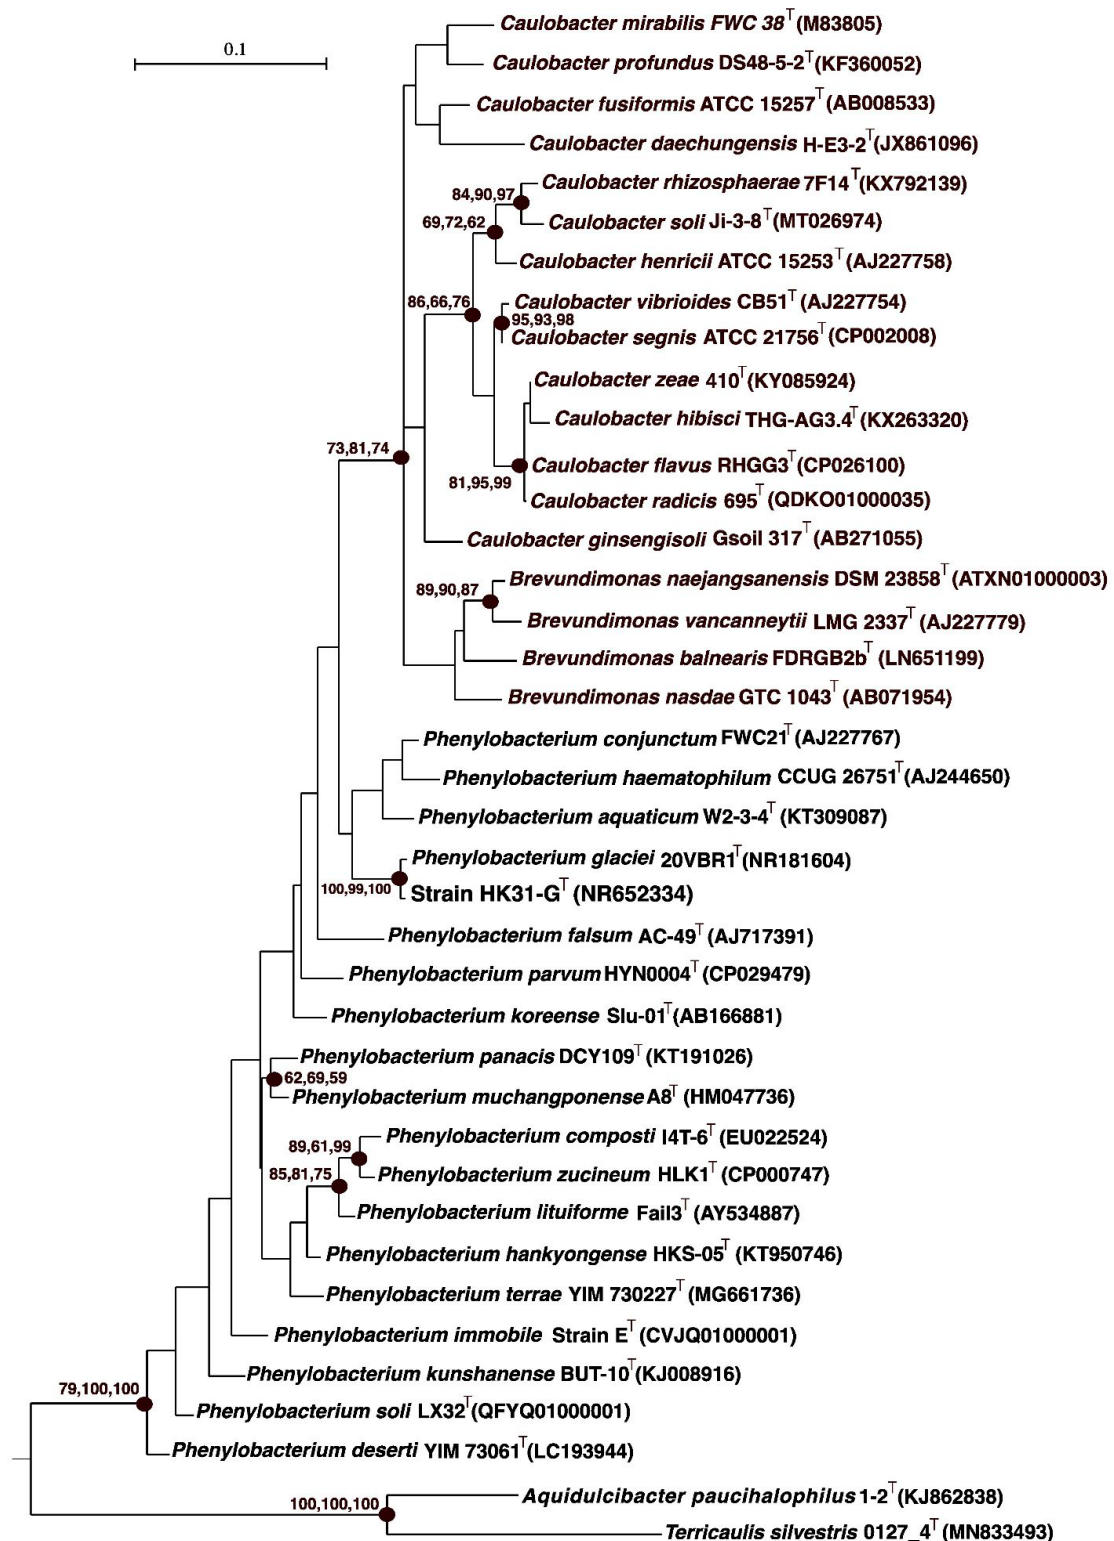 Caulobacter mirabilis FWC 38T (M83805)
0.1
Caulobacter profundus DS48-5-2T (KF360052)
Caulobacter fusiformis ATCC 15257T (AB008533)
Caulobacter daechungensis H-E3-2T (JX861096)
Caulobacter rhizosphaerae 7F14T (KX792139)
84,90,97
Caulobacter soli Ji-3-8T (MT026974)
69,72,62
Caulobacter henricii ATCC 15253T (AJ227758)
86,66,76
Caulobacter vibrioides CB51T (AJ227754)
95,93,98
Caulobacter segnis ATCC 21756T (CP002008)
Caulobacter zeae 410T (KY085924)
Caulobacter hibisci THG-AG3.4T (KX263320)
73,81,74
Caulobacter flavus RHGG3T (CP026100)
81,95,99
Caulobacter radicis 695T (QDKO01000035)
Caulobacter ginsengisoli Gsoil 317T (AB271055)
Brevundimonas naejangsanensis DSM 23858T (ATXN01000003)
89,90,87
Brevundimonas vancanneytii LMG 2337T (AJ227779)
Brevundimonas balnearis FDRGB2bT (LN651199)
Brevundimonas nasdae GTC 1043T (AB071954)
Phenylobacterium conjunctum FWC21T (AJ227767)
Phenylobacterium haematophilum CCUG 26751T (AJ244650)
Phenylobacterium aquaticum W2-3-4T (KT309087)
Phenylobacterium glaciei 20VBR1T (NR181604)
100,99,100
Strain HK31-GT (NR652334)
Phenylobacterium falsum AC-49T (AJ717391)
Phenylobacterium parvum HYN0004T (CP029479)
Phenylobacterium koreense Slu-01T (AB166881)
Phenylobacterium panacis DCY109T (KT191026)
62,69,59
Phenylobacterium muchangponense A8T (HM047736)
Phenylobacterium composti I4T-6T (EU022524)
89,61,99
Phenylobacterium zucineum HLK1T (CP000747)
85,81,75
Phenylobacterium lituiforme Fail3T (AY534887)
Phenylobacterium hankyongense HKS-05T (KT950746)
Phenylobacterium terrae YIM 730227T (MG661736)
Phenylobacterium immobile Strain ET (CVJQ01000001)
Phenylobacterium kunshanense BUT-10T (KJ008916)
79,100,100
Phenylobacterium soli LX32T (QFYQ01000001)
Phenylobacterium deserti YIM 73061T (LC193944)
Aquidulcibacter paucihalophilus 1-2T (KJ862838)
100,100,100
Terricaulis silvestris 0127_4T (MN833493)